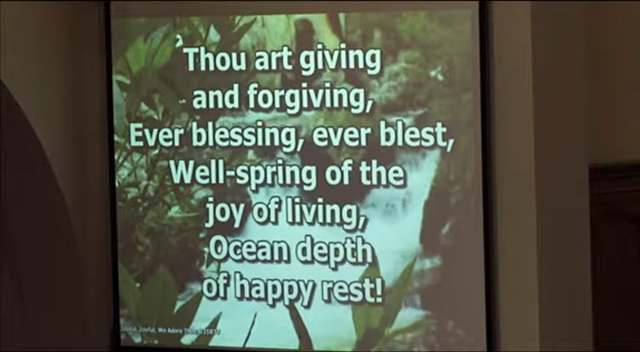 Thou art giving
and forgiving,
Ever blessing, ever blest,
Well-spring of the
joy of living,
Ocean depth
of happy rest!
Joyful, Joyful, We Adore Thee